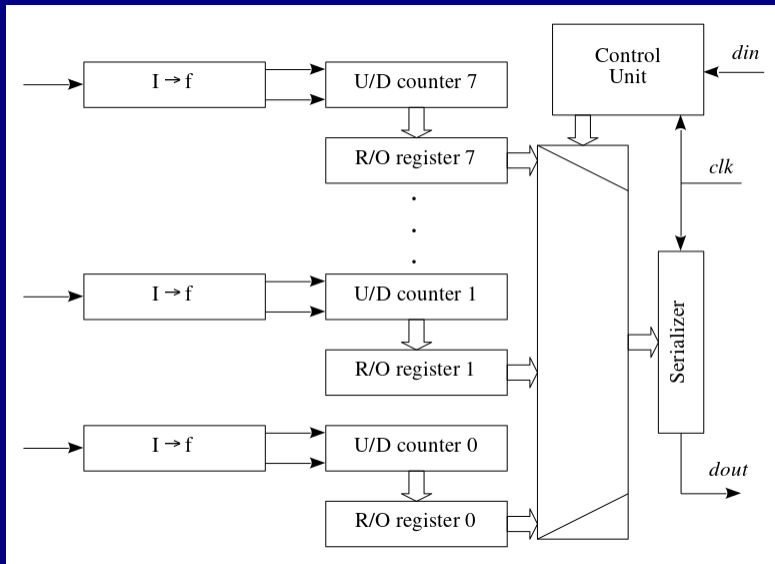 I → f
U/D counter 7
Control
Unit
din
R/O register 7
clk
I → f
U/D counter 1
R/O register 1
Serializer
I → f
U/D counter 0
dout
R/O register 0